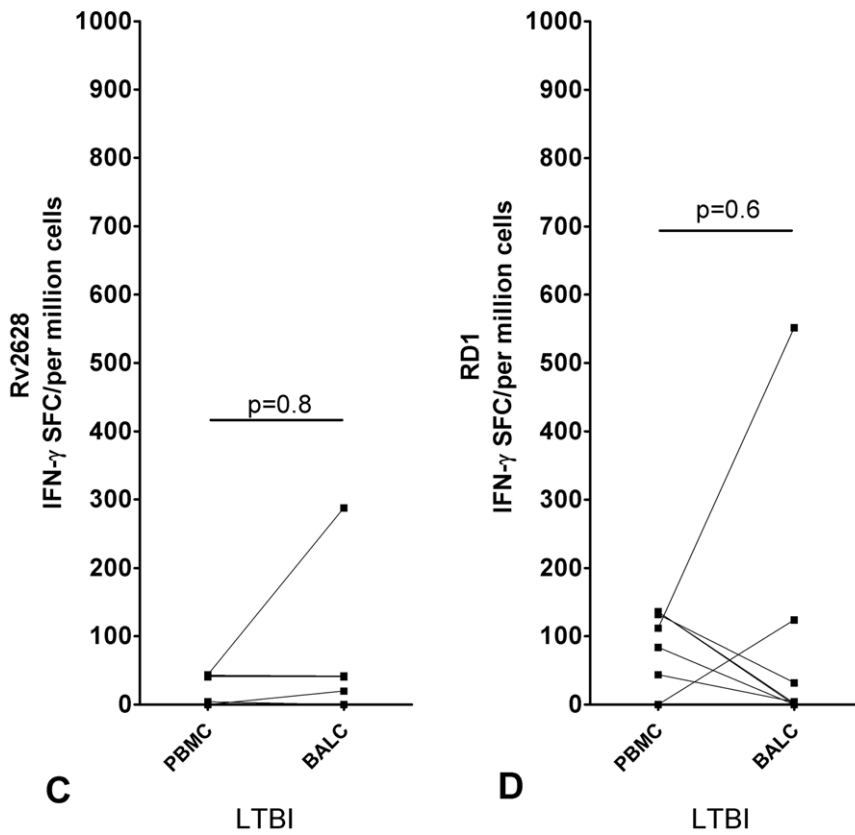 Rv2628
IFN-γ SFC/per million cells
1000
900
800
700
600
500
400
300
200
100
0
p=0.8
PBMC
BALC
C
LTBI
RD1
IFN-γ SFC/per million cells
1000
900
800
700
600
500
400
300
200
100
0
p=0.6
PBMC
BALC
D
LTBI